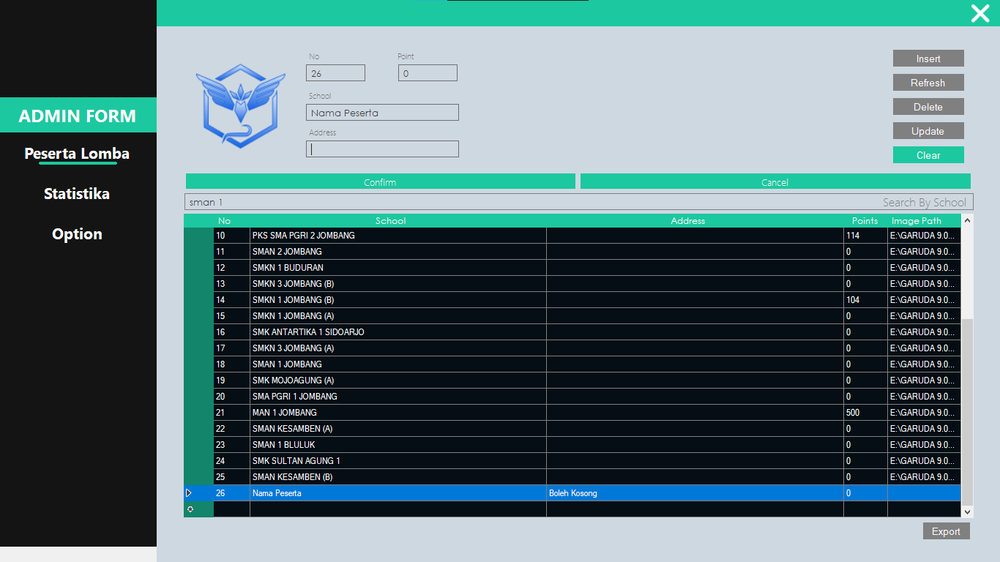 ADMIN FORM
Peserta Lomba
Statistika
Option
No Point
26 0
School
Nama Peserta
Address
Insert
Refresh
Delete
Update
Clear
Confirm Cancel
sman 1 Search By School
No School Address Points Image Path
10 PKS SMA PGRI 2 JOMBANG 114 E:\GARUDA 9.0...
11 SMAN 2 JOMBANG 0 E:\GARUDA 9.0...
12 SMKN 1 BUDURAN 0 E:\GARUDA 9.0...
13 SMKN 3 JOMBANG (B) 0 E:\GARUDA 9.0...
14 SMKN 1 JOMBANG (B) 104 E:\GARUDA 9.0...
15 SMKN 1 JOMBANG (A) 0 E:\GARUDA 9.0...
16 SMK ANTARTIKA 1 SIDOARJO 0 E:\GARUDA 9.0...
17 SMKN 3 JOMBANG (A) 0 E:\GARUDA 9.0...
18 SMAN 1 JOMBANG 0 E:\GARUDA 9.0...
19 SMK MOJOAGUNG (A) 0 E:\GARUDA 9.0...
20 SMA PGRI 1 JOMBANG 0 E:\GARUDA 9.0...
21 MAN 1 JOMBANG 500 E:\GARUDA 9.0...
22 SMAN KESAMBEN (A) 0 E:\GARUDA 9.0...
23 SMAN 1 BLULUK 0 E:\GARUDA 9.0...
24 SMK SULTAN AGUNG 1 0 E:\GARUDA 9.0...
25 SMAN KESAMBEN (B) 0 E:\GARUDA 9.0...
26 Nama Peserta Boleh Kosong 0
Export